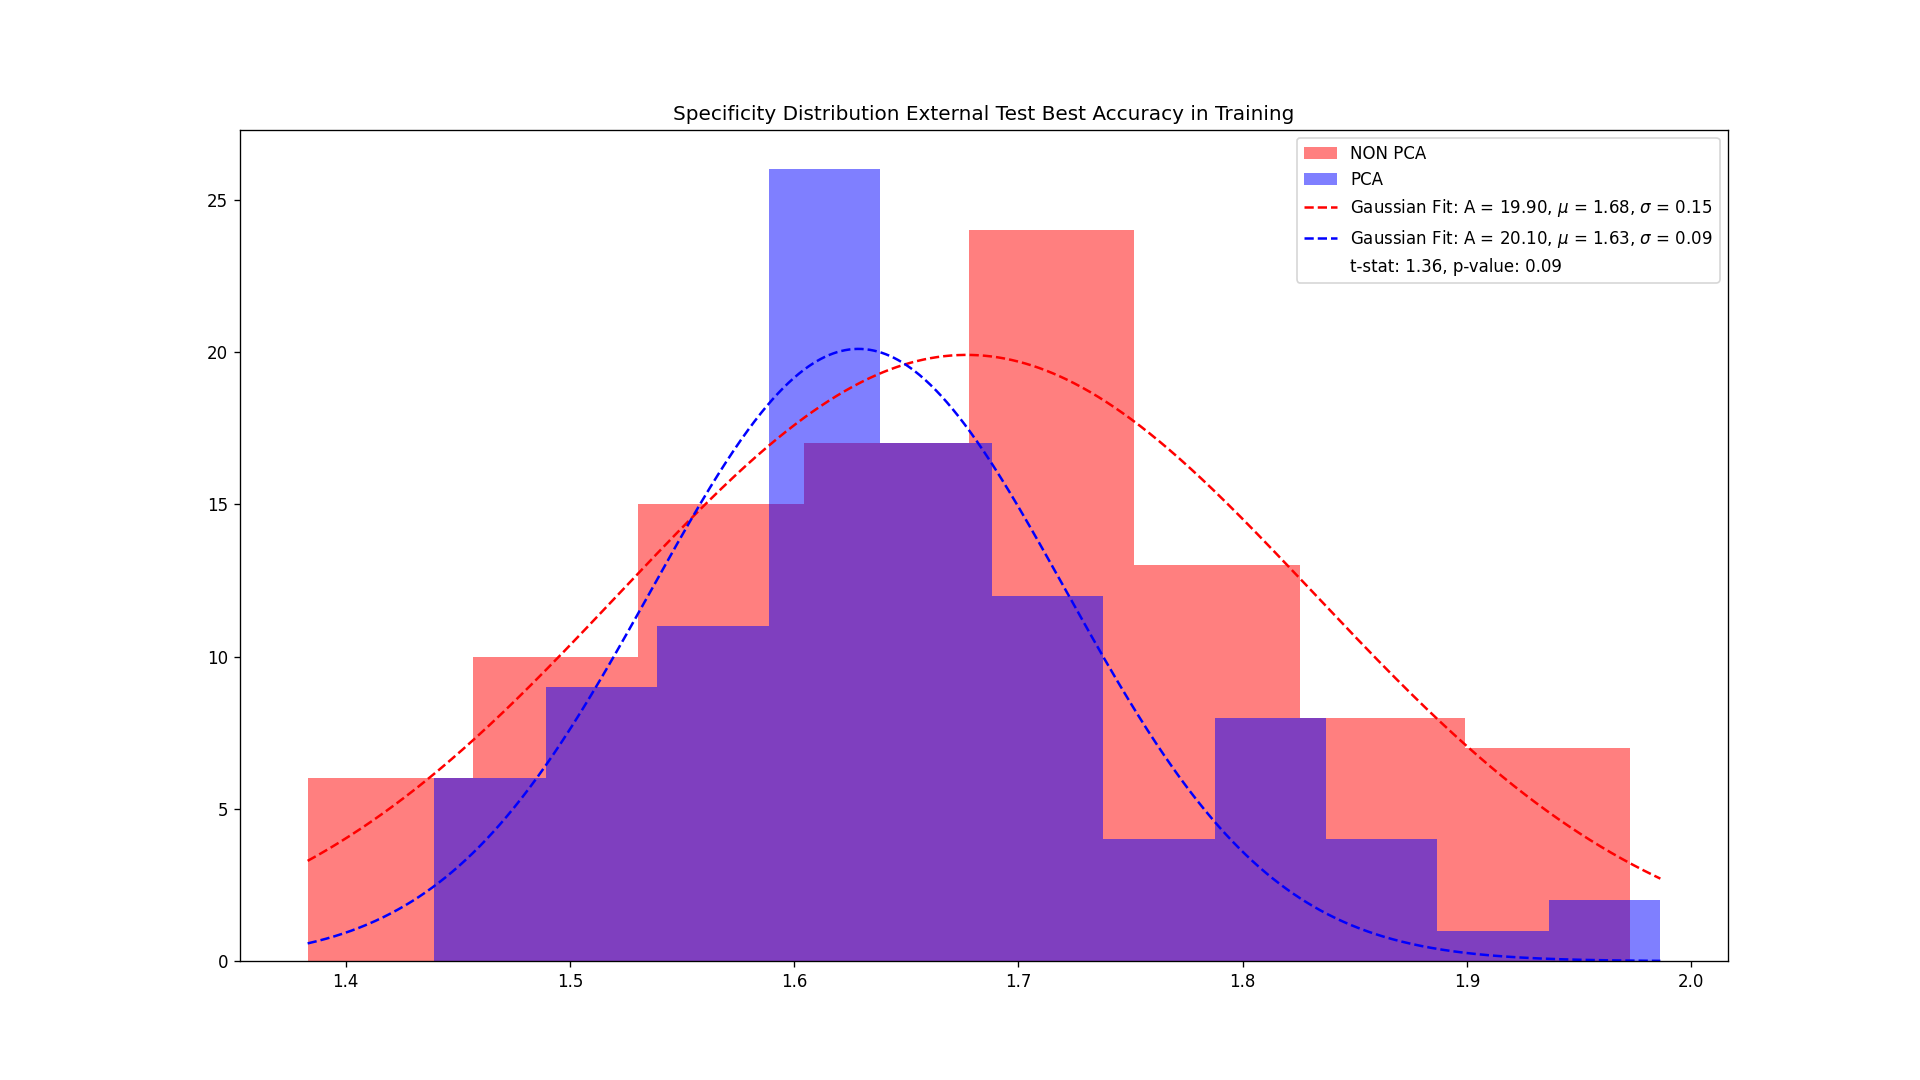 Specificity Distribution External Test Best Accuracy in Training
NON PCA
PCA
Gaussian Fit: A = 19.90, μ = 1.68, σ = 0.15
Gaussian Fit: A = 20.10, μ = 1.63, σ = 0.09
t-stat: 1.36, p-value: 0.09
25
20
15
10
5
0
1.4 1.5 1.6 1.7 1.8 1.9 2.0